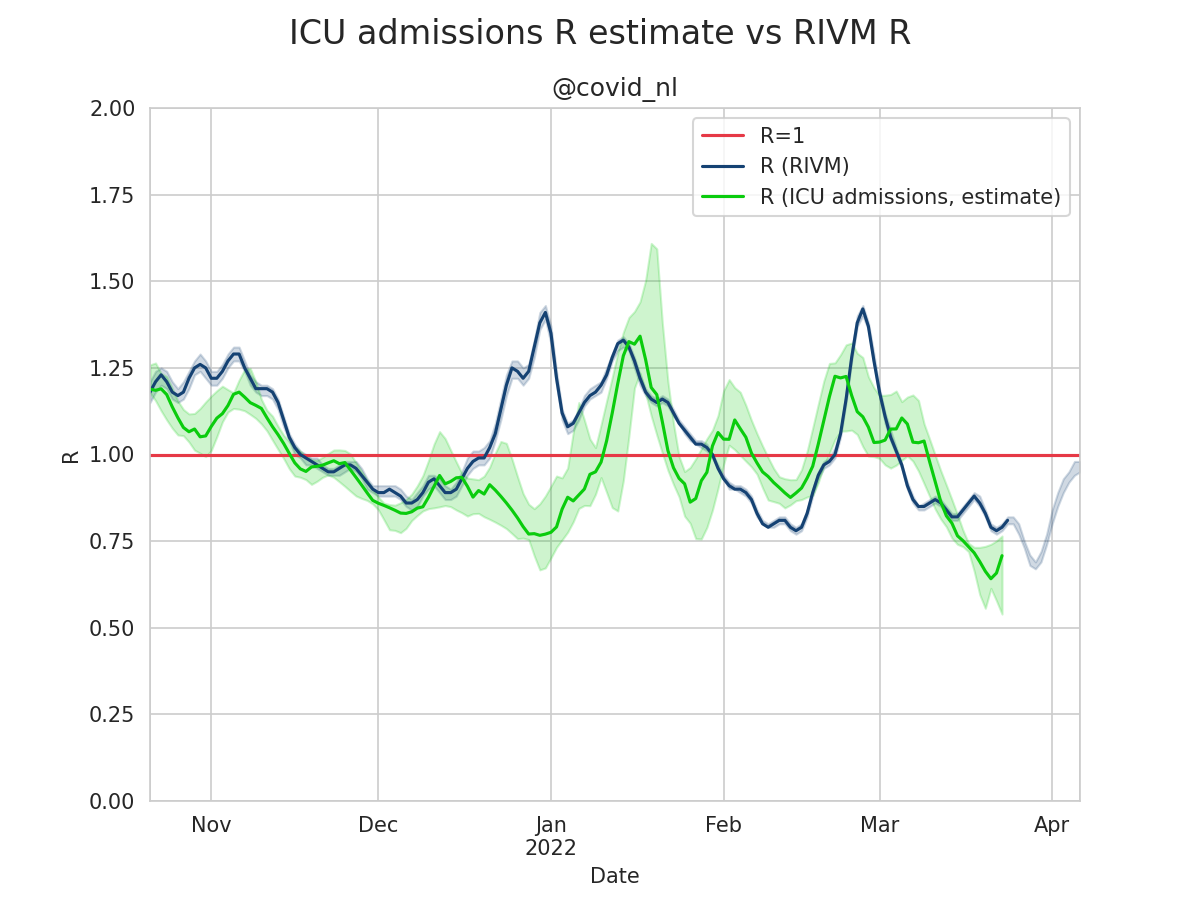 ICU admissions R estimate vs RIVM R
@covid_nl
2.00
1.75
1.50
1.25
1.00
0.75
0.50
0.25
0.00
R
R=1
R (RIVM)
R (ICU admissions, estimate)
Nov Dec Jan Feb Mar Apr
2022
Date